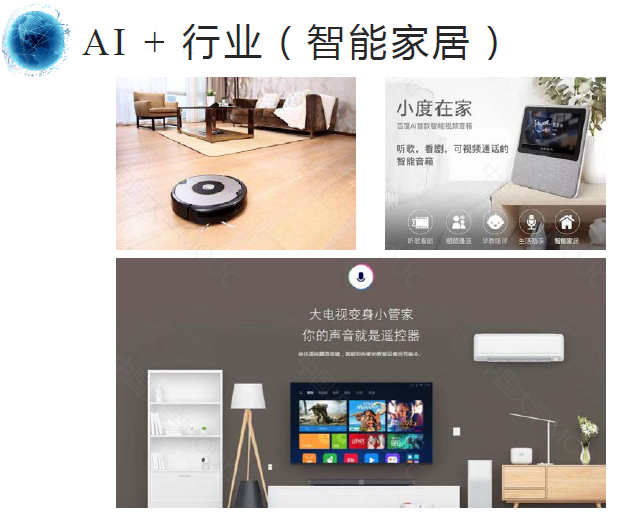 AI + 行业（智能家居）
小度在家
百度AI首款智能视频音箱
听歌，看剧，可视频通话的
智能音箱
听歌看剧 视频通话 早教陪伴 生活助手 智能家居
大电视变身小管家
你的声音就是遥控器